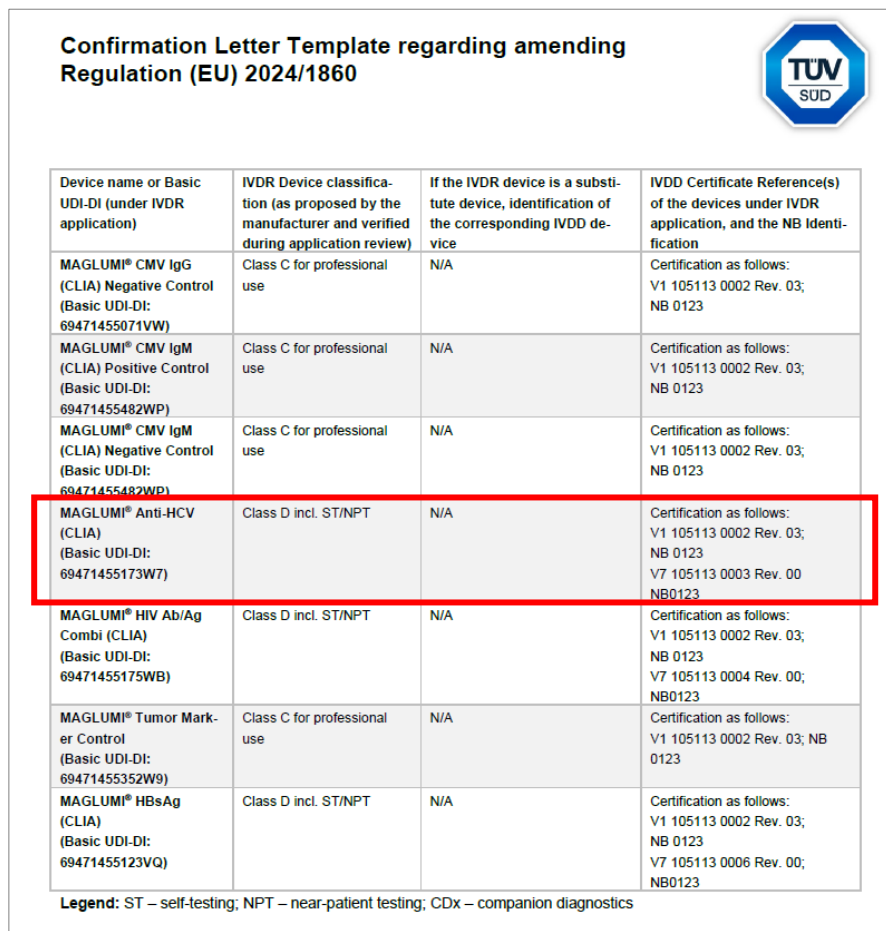 Confirmation Letter Template regarding amending
Regulation (EU) 2024/1860
TÜV
SÜD
Device name or Basic
UDI-DI (under IVDR
application)
IVDR Device classifica-
tion (as proposed by the
manufacturer and verified
during application review)
If the IVDR device is a substi-
tute device, identification of
the corresponding IVDD de-
vice
IVDD Certificate Reference(s)
of the devices under IVDR
application, and the NB Identi-
fication
MAGLUMI® CMV IgG
(CLIA) Negative Control
(Basic UDI-DI:
69471455071VW)
Class C for professional
use
N/A
Certification as follows:
V1 105113 0002 Rev. 03;
NB 0123
MAGLUMI® CMV IgM
(CLIA) Positive Control
(Basic UDI-DI:
69471455482WP)
Class C for professional
use
N/A
Certification as follows:
V1 105113 0002 Rev. 03;
NB 0123
MAGLUMI® CMV IgM
(CLIA) Negative Control
(Basic UDI-DI:
69471455482WP)
Class C for professional
use
N/A
Certification as follows:
V1 105113 0002 Rev. 03;
NB 0123
MAGLUMI® Anti-HCV
(CLIA)
(Basic UDI-DI:
69471455173W7)
Class D incl. ST/NPT
N/A
Certification as follows:
V1 105113 0002 Rev. 03;
NB 0123
V7 105113 0003 Rev. 00
NB0123
MAGLUMI® HIV Ab/Ag
Combi (CLIA)
(Basic UDI-DI:
69471455175WB)
Class D incl. ST/NPT
N/A
Certification as follows:
V1 105113 0002 Rev. 03;
NB 0123
V7 105113 0004 Rev. 00;
NB0123
MAGLUMI® Tumor Mark-
er Control
(Basic UDI-DI:
69471455352W9)
Class C for professional
use
N/A
Certification as follows:
V1 105113 0002 Rev. 03; NB
0123
MAGLUMI® HBsAg
(CLIA)
(Basic UDI-DI:
69471455123VQ)
Class D incl. ST/NPT
N/A
Certification as follows:
V1 105113 0002 Rev. 03;
NB 0123
V7 105113 0006 Rev. 00;
NB0123
Legend: ST – self-testing; NPT – near-patient testing; CDx – companion diagnostics